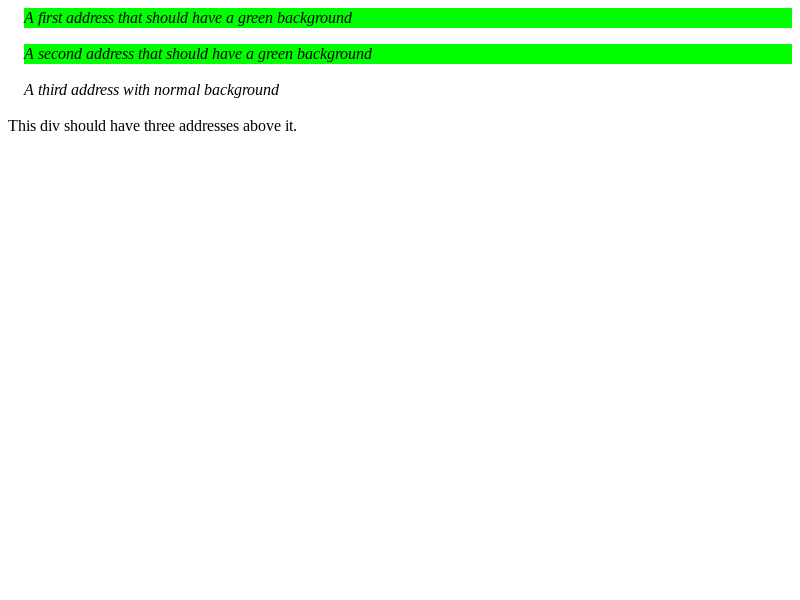 A first address that should have a green background
A second address that should have a green background
A third address with normal background
This div should have three addresses above it.